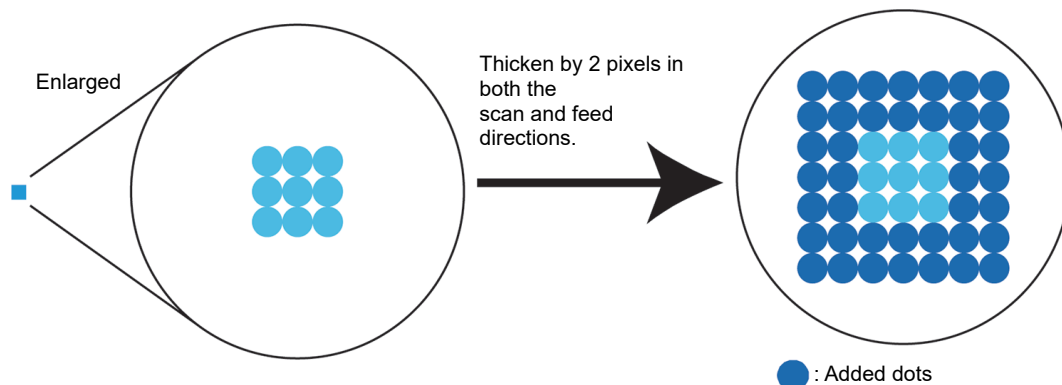 Enlarged
Thicken by 2 pixels in
both the
scan and feed
directions.
: Added dots